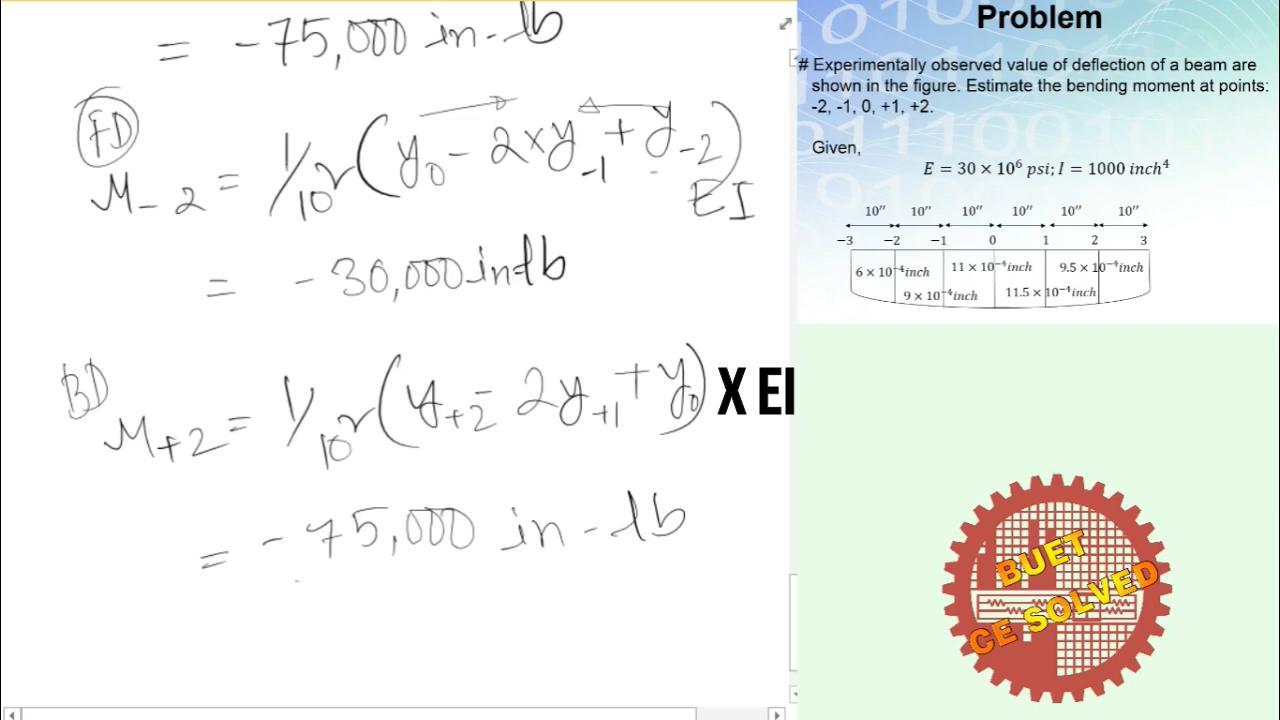 = -75,000 in-lb
FD
M-2 = 1/10² (y0 - 2×y-1 + y-2) EI
= -30,000 in-lb
BD
M+2 = 1/10² (y+2 - 2y+1 + y0) X EI
= -75,000 in-lb
Problem
# Experimentally observed value of deflection of a beam are
shown in the figure. Estimate the bending moment at points:
-2, -1, 0, +1, +2.
Given,
E = 30 × 10⁶ psi; I = 1000 inch⁴
10″ 10″ 10″ 10″ 10″ 10″
−3 −2 −1 0 1 2 3
6 × 10⁻⁴inch 11 × 10⁻⁴inch 9.5 × 10⁻⁴inch
9 × 10⁻⁴inch 11.5 × 10⁻⁴inch
BUET
CE SOLVED